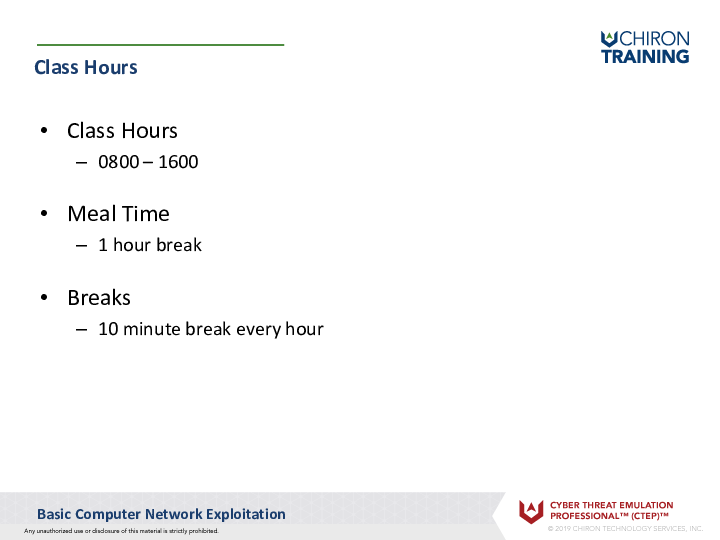 CHIRON
TRAINING
Class Hours
• Class Hours
– 0800 – 1600
• Meal Time
– 1 hour break
• Breaks
– 10 minute break every hour
Basic Computer Network Exploitation
Any unauthorized use or disclosure of this material is strictly prohibited.
CYBER THREAT EMULATION
PROFESSIONAL™ (CTEP)™
© 2019 CHIRON TECHNOLOGY SERVICES, INC.